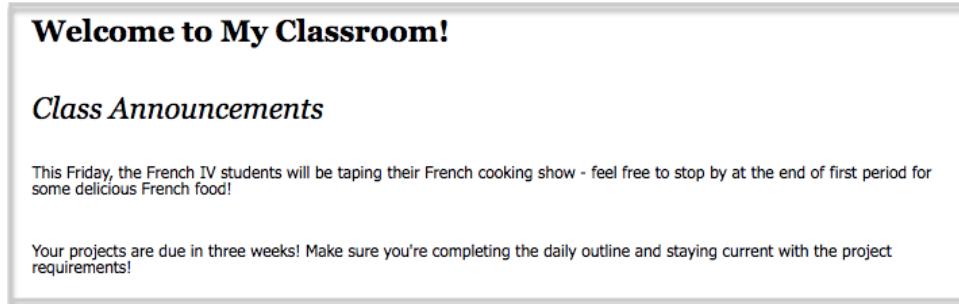 Welcome to My Classroom!
Class Announcements
This Friday, the French IV students will be taping their French cooking show - feel free to stop by at the end of first period for
some delicious French food!
Your projects are due in three weeks! Make sure you're completing the daily outline and staying current with the project
requirements!